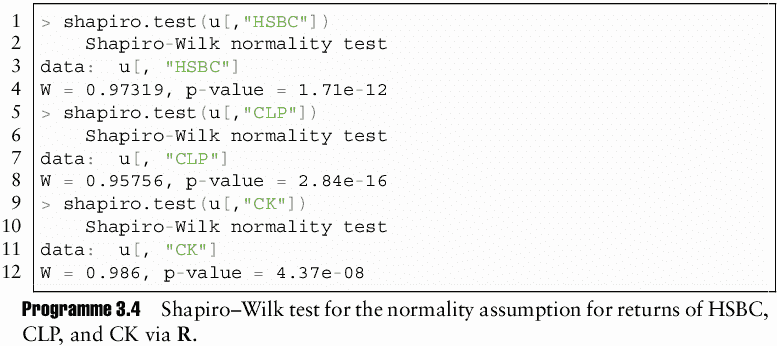 1 > shapiro.test(u[,"HSBC"])
2 Shapiro-Wilk normality test
3 data: u[, "HSBC"]
4 W = 0.97319, p-value = 1.71e-12
5 > shapiro.test(u[,"CLP"])
6 Shapiro-Wilk normality test
7 data: u[, "CLP"]
8 W = 0.95756, p-value = 2.84e-16
9 > shapiro.test(u[,"CK"])
10 Shapiro-Wilk normality test
11 data: u[, "CK"]
12 W = 0.986, p-value = 4.37e-08
Programme 3.4 Shapiro–Wilk test for the normality assumption for returns of HSBC,
CLP, and CK via R.